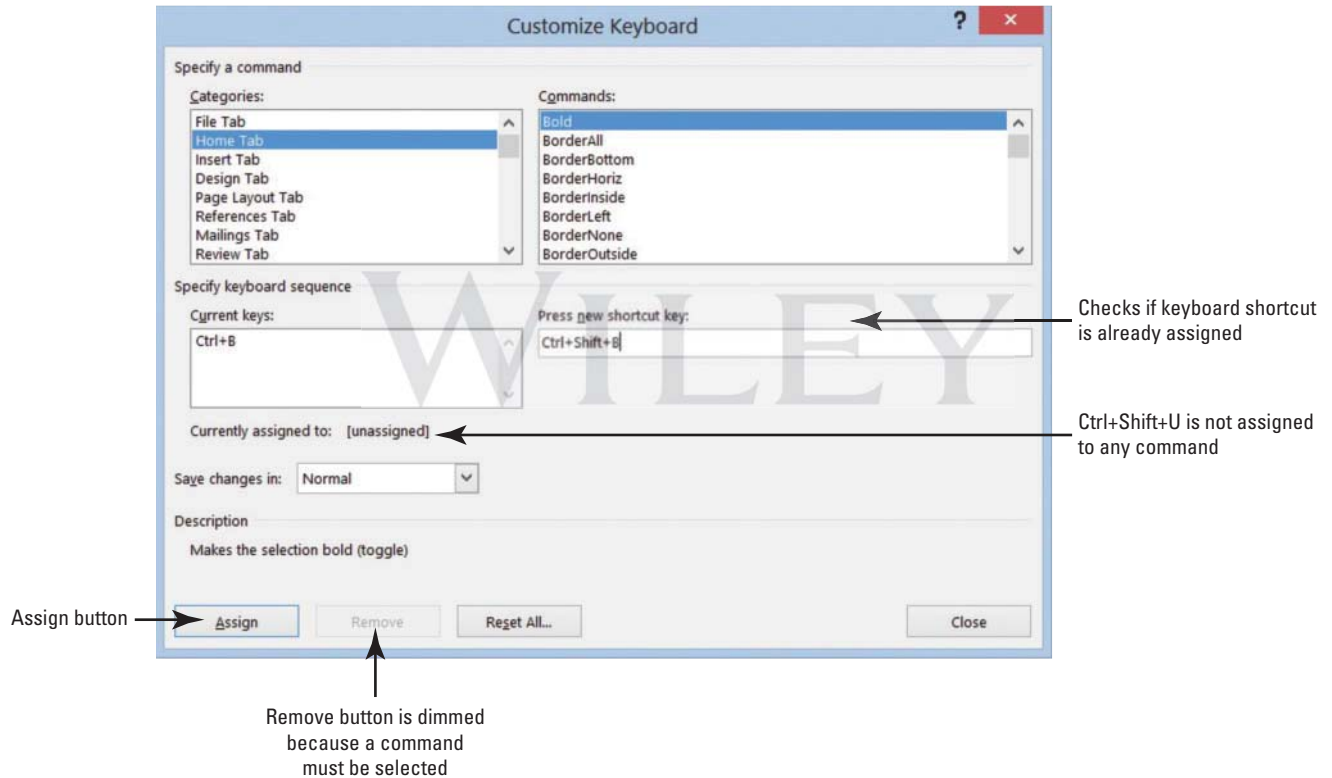 Customize Keyboard
?
×
Specify a command
Categories:
File Tab
Home Tab
Insert Tab
Design Tab
Page Layout Tab
References Tab
Mailings Tab
Review Tab
Commands:
Bold
BorderAll
BorderBottom
BorderHoriz
BorderInside
BorderLeft
BorderNone
BorderOutside
Specify keyboard sequence
Current keys:
Ctrl+B
Press new shortcut key:
Ctrl+Shift+B
Checks if keyboard shortcut
is already assigned
WILEY
Currently assigned to: [unassigned]
Ctrl+Shift+U is not assigned
to any command
Save changes in: Normal
Description
Makes the selection bold (toggle)
Assign button
Assign
Remove
Reset All...
Close
Remove button is dimmed
because a command
must be selected